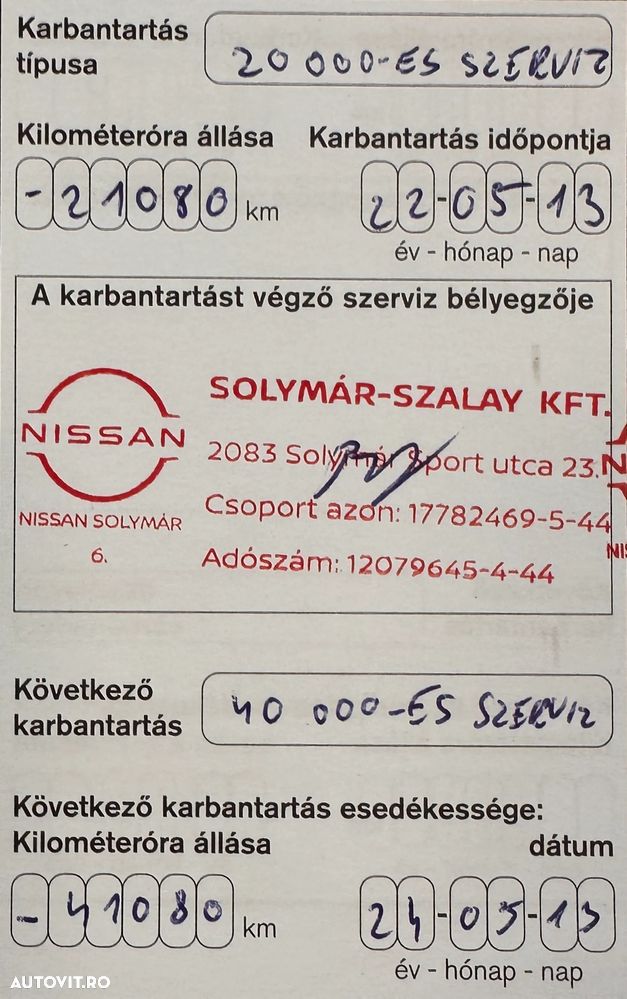 Karbantartás
típusa
20 000-ES SZERVIZ
Kilométeróra állása
Karbantartás időpontja
-21080 km
22-05-13
év - hónap - nap
A karbantartást végző szerviz bélyegzője
NISSAN
NISSAN SOLYMÁR
6.
SOLYMÁR-SZALAY KFT.
2083 Solymár Sport utca 23.
Csoport azon: 17782469-5-44
Adószám: 12079645-4-44
N
NIS
Következő
karbantartás
40 000-ES SZERVIZ
Következő karbantartás esedékessége:
Kilométeróra állása
dátum
-41080 km
24-05-13
év - hónap - nap
AUTOVIT.RO